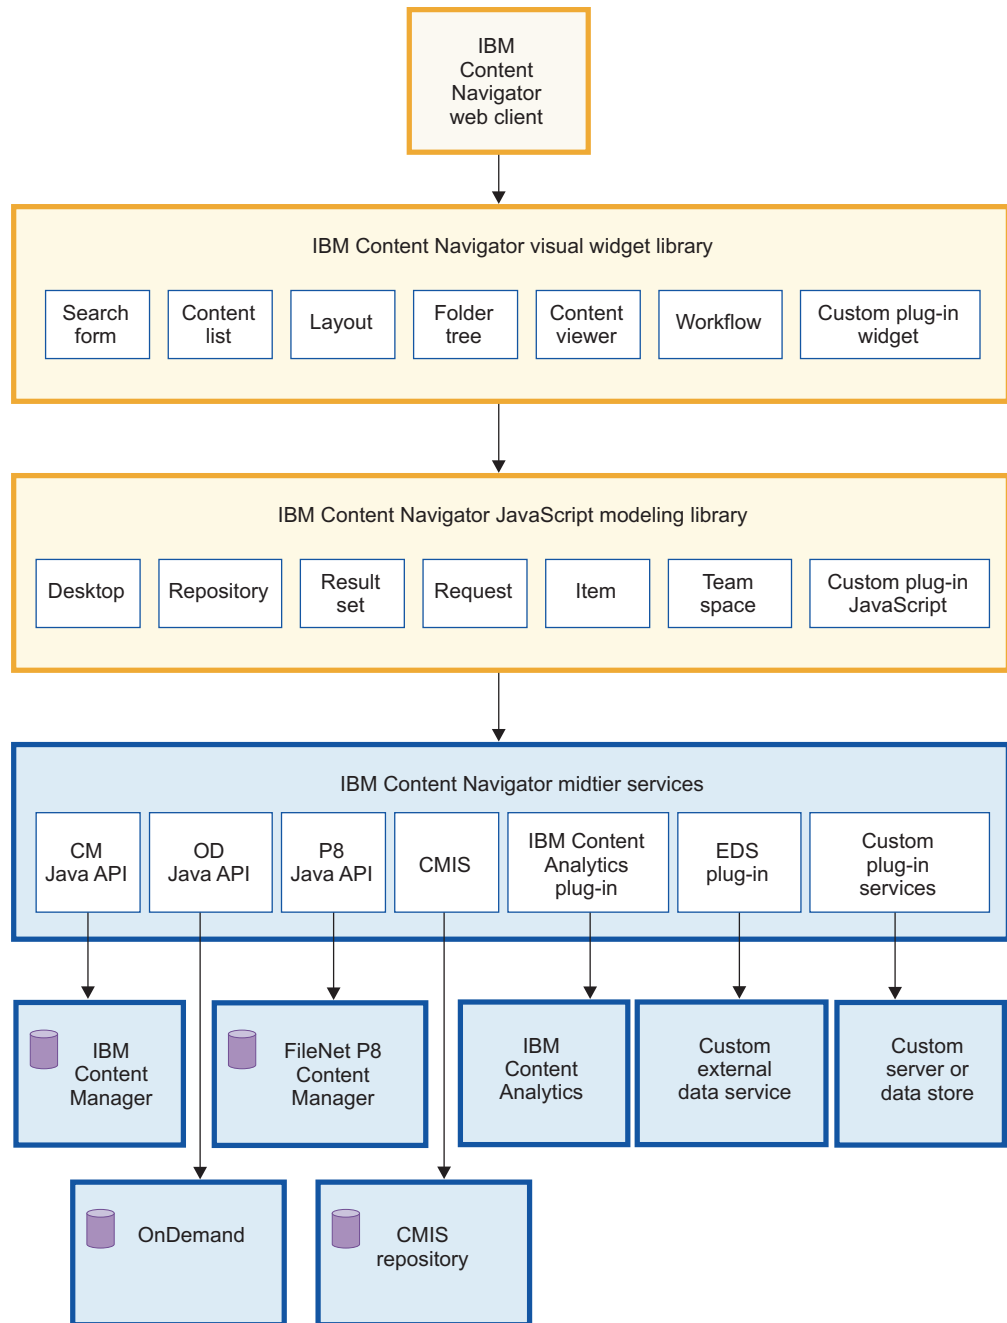 IBM
Content
Navigator
web client
IBM Content Navigator visual widget library
Search
form
Content
list
Layout
Folder
tree
Content
viewer
Workflow
Custom plug-in
widget
IBM Content Navigator JavaScript modeling library
Desktop
Repository
Result
set
Request
Item
Team
space
Custom plug-in
JavaScript
IBM Content Navigator midtier services
CM
Java API
OD
Java API
P8
Java API
CMIS
IBM Content
Analytics
plug-in
EDS
plug-in
Custom
plug-in
services
IBM
Content
Manager
FileNet P8
Content
Manager
IBM
Content
Analytics
Custom
external
data service
Custom
server or
data store
OnDemand
CMIS
repository